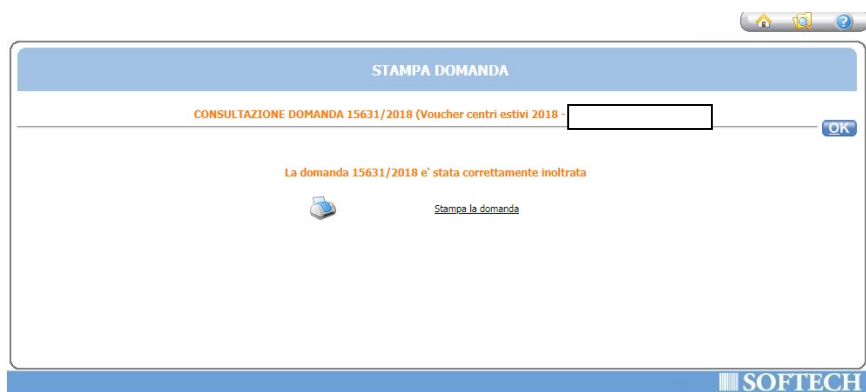 STAMPA DOMANDA
CONSULTAZIONE DOMANDA 15631/2018 (Voucher centri estivi 2018 -
OK
La domanda 15631/2018 e' stata correttamente inoltrata
Stampa la domanda
SOFTECH